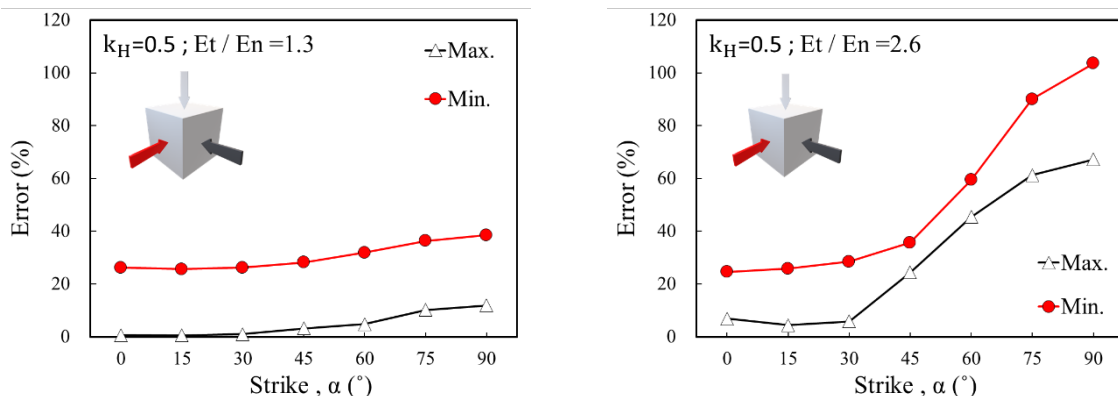 120
100
80
60
40
20
0
Error (%)
k_H=0.5 ; Et / En =1.3
Max.
Min.
0 15 30 45 60 75 90
Strike , α (˚)
120
100
80
60
40
20
0
Error (%)
k_H=0.5 ; Et / En =2.6
Max.
Min.
0 15 30 45 60 75 90
Strike , α (˚)